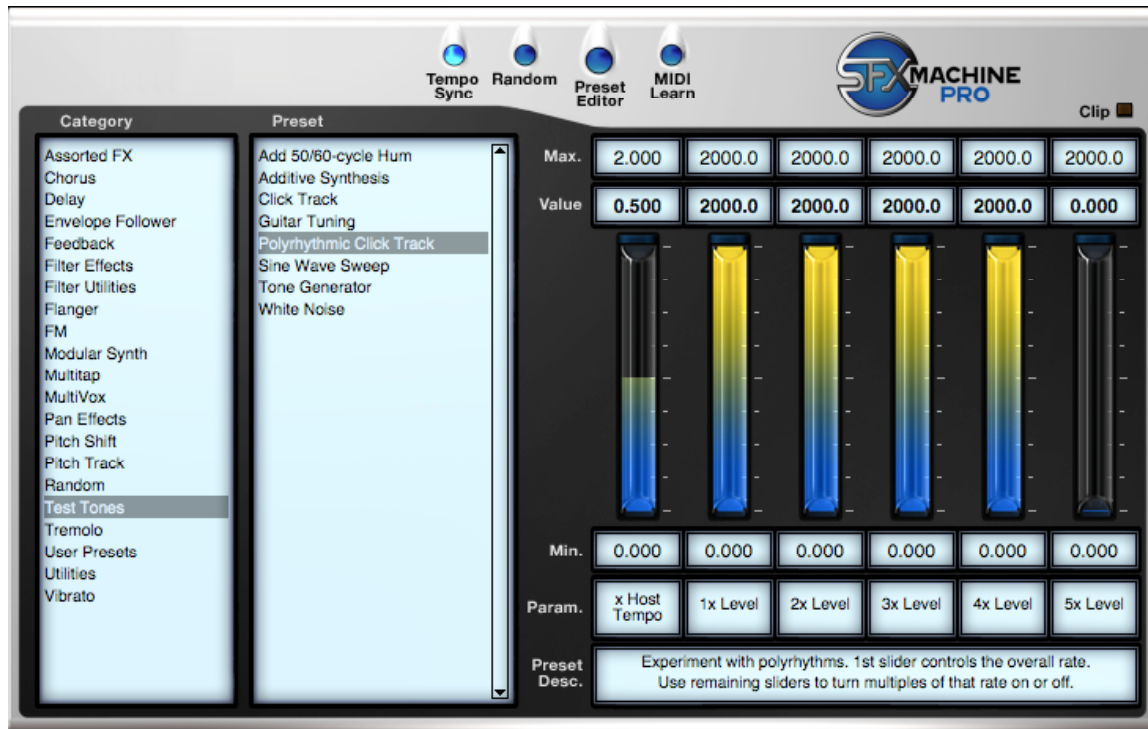 Tempo Sync
Random
Preset Editor
MIDI Learn
SFX MACHINE
PRO
Clip
Category
Preset
Assorted FX
Chorus
Delay
Envelope Follower
Feedback
Filter Effects
Filter Utilities
Flanger
FM
Modular Synth
Multitap
MultiVox
Pan Effects
Pitch Shift
Pitch Track
Random
Test Tones
Tremolo
User Presets
Utilities
Vibrato
Add 50/60-cycle Hum
Additive Synthesis
Click Track
Guitar Tuning
Polyrhythmic Click Track
Sine Wave Sweep
Tone Generator
White Noise
Max. 2.000 2000.0 2000.0 2000.0 2000.0 2000.0
Value 0.500 2000.0 2000.0 2000.0 2000.0 0.000
Min. 0.000 0.000 0.000 0.000 0.000 0.000
Param. x Host Tempo 1x Level 2x Level 3x Level 4x Level 5x Level
Preset Desc.
Experiment with polyrhythms. 1st slider controls the overall rate.
Use remaining sliders to turn multiples of that rate on or off.